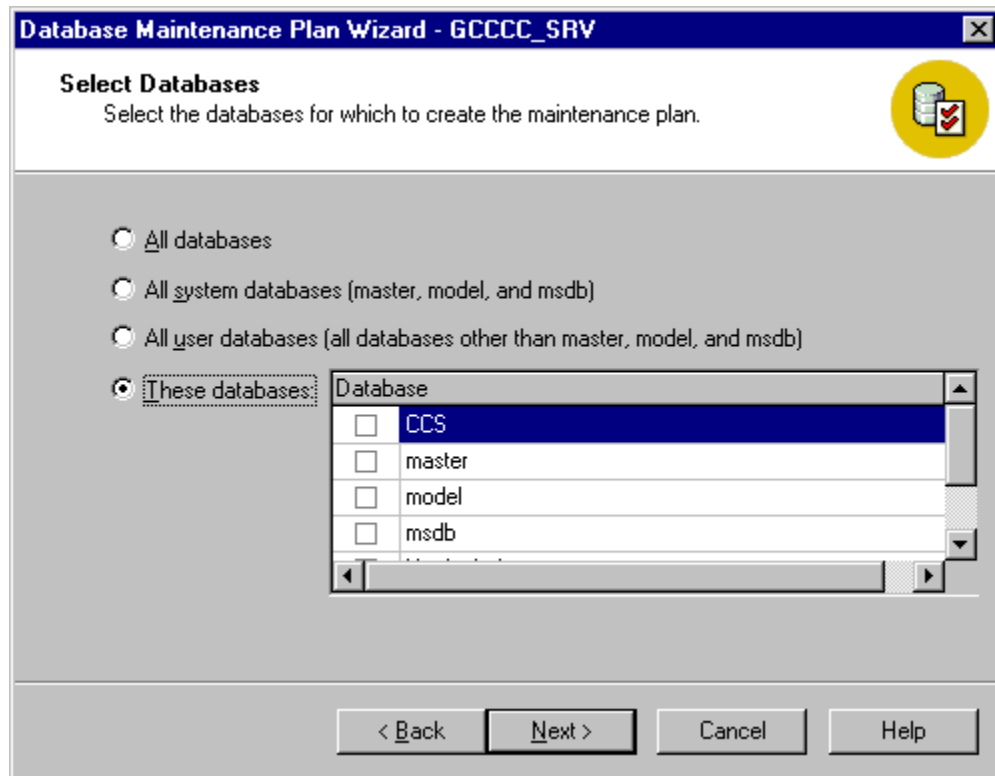 Database Maintenance Plan Wizard - GCCCC_SRV
Select Databases
Select the databases for which to create the maintenance plan.
All databases
All system databases (master, model, and msdb)
All user databases (all databases other than master, model, and msdb)
These databases:
Database
CCS
master
model
msdb
< Back
Next >
Cancel
Help